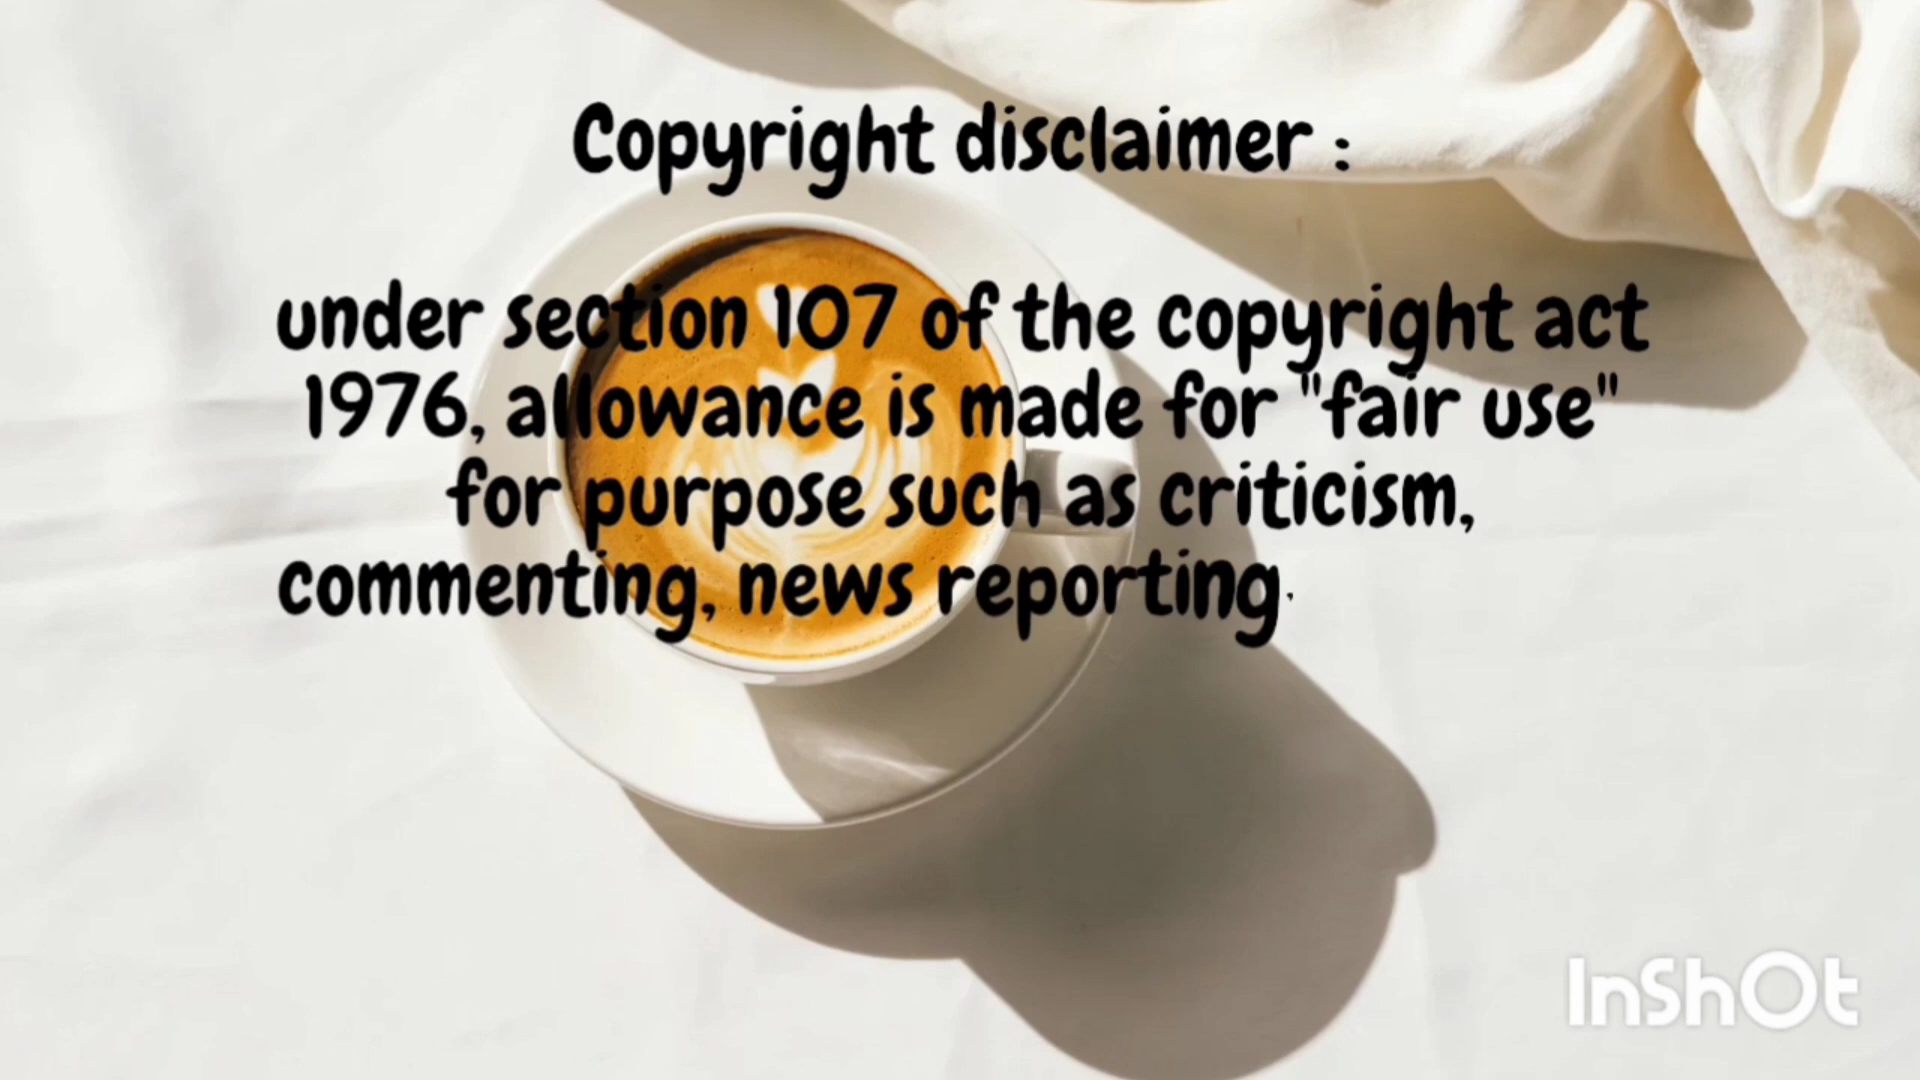 Copyright disclaimer :
under section 107 of the copyright act
1976, allowance is made for "fair use"
for purpose such as criticism,
commenting, news reporting.
InShOt